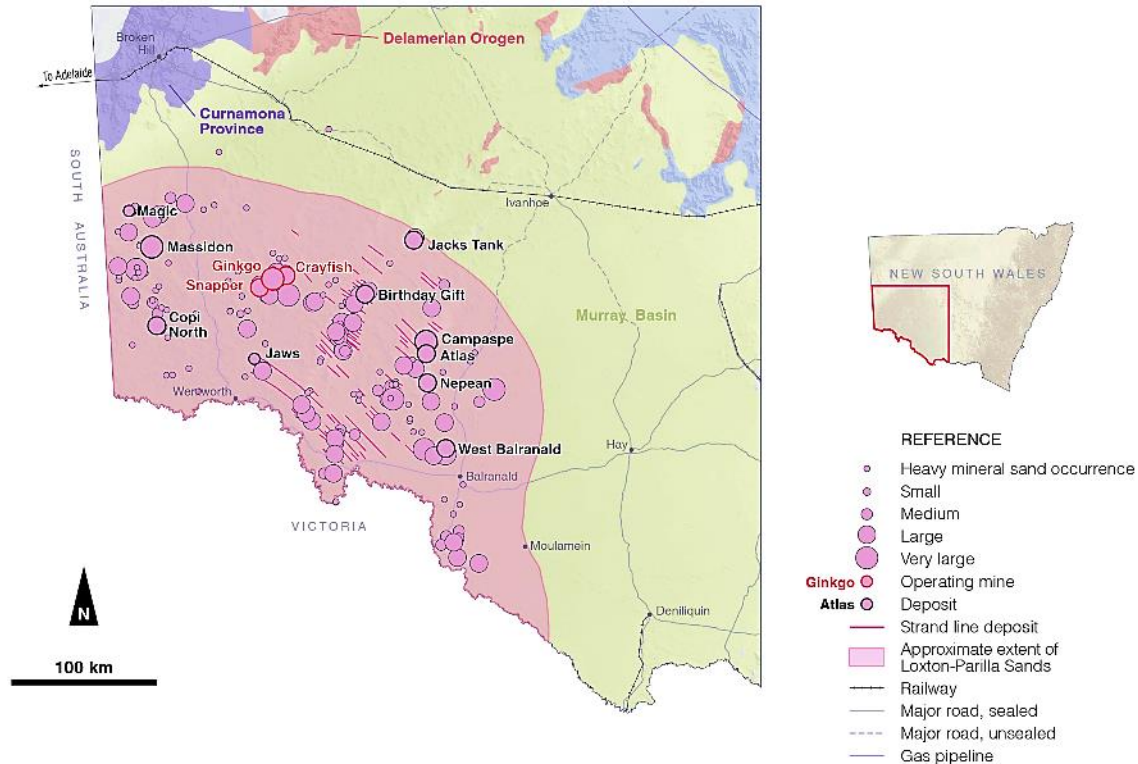 Broken
Hill
Delamerian Orogen
To Adelaide
Curnamona
Province
SOUTH AUSTRALIA
Ivanhoe
Magic
Massidon
Jacks Tank
Ginkgo
Crayfish
Snapper
Birthday Gift
Murray Basin
Copi
North
Campaspe
Atlas
Jaws
Nepean
Wentworth
West Balranald
Hay
Balranald
VICTORIA
Moulamein
Deniliquin
N
100 km
NEW SOUTH WALES
REFERENCE
Heavy mineral sand occurrence
Small
Medium
Large
Very large
Ginkgo Operating mine
Atlas Deposit
Strand line deposit
Approximate extent of
Loxton-Parilla Sands
Railway
Major road, sealed
Major road, unsealed
Gas pipeline